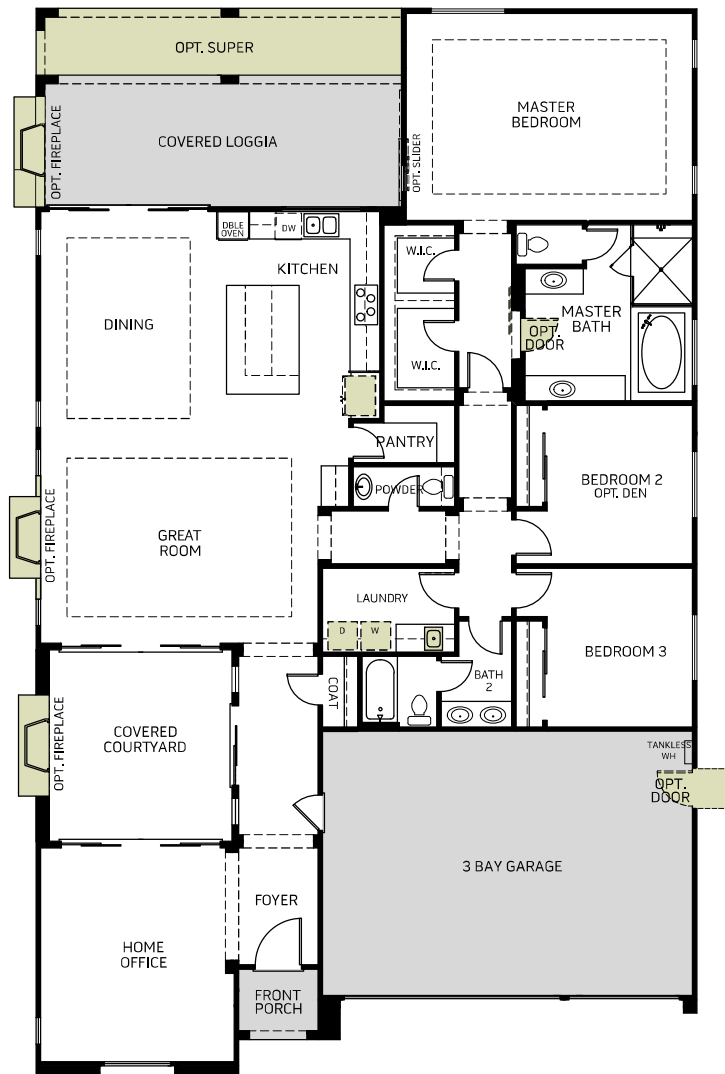 OPT. SUPER
COVERED LOGGIA
OPT. FIREPLACE
OPT. SLIDER
MASTER
BEDROOM
DBLE
OVEN
DW
KITCHEN
W.I.C.
DINING
MASTER
BATH
OPT.
DOOR
W.I.C.
PANTRY
POWDER
BEDROOM 2
OPT. DEN
OPT. FIREPLACE
GREAT
ROOM
LAUNDRY
D
W
BEDROOM 3
COAT
BATH
2
OPT. FIREPLACE
COVERED
COURTYARD
TANKLESS
WH
OPT.
DOOR
3 BAY GARAGE
FOYER
HOME
OFFICE
FRONT
PORCH